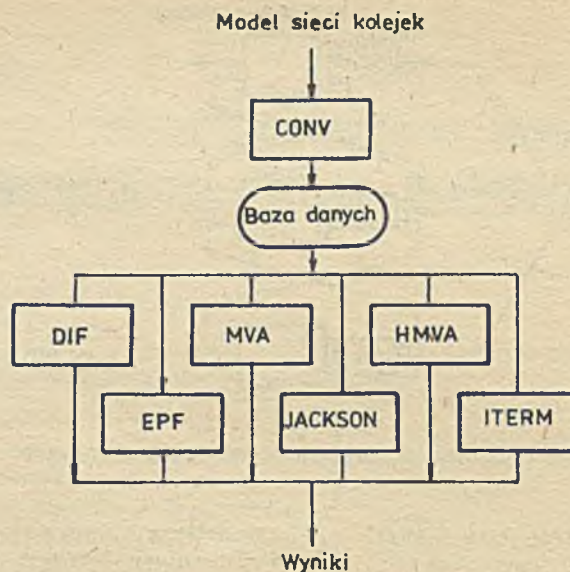 Model sieci kolejek
CONV
Baza danych
DIF
MVA
HMVA
EPF
JACKSON
ITERM
Wyniki